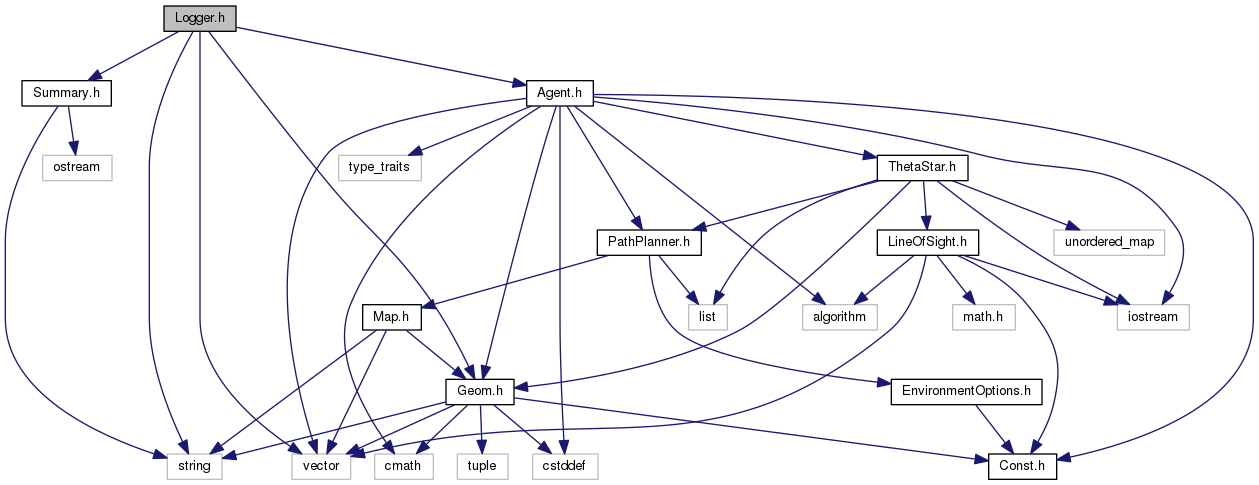 Logger.h
Summary.h
Agent.h
ostream
type_traits
ThetaStar.h
PathPlanner.h
LineOfSight.h
unordered_map
Map.h
list
algorithm
math.h
iostream
Geom.h
EnvironmentOptions.h
string
vector
cmath
tuple
cstddef
Const.h